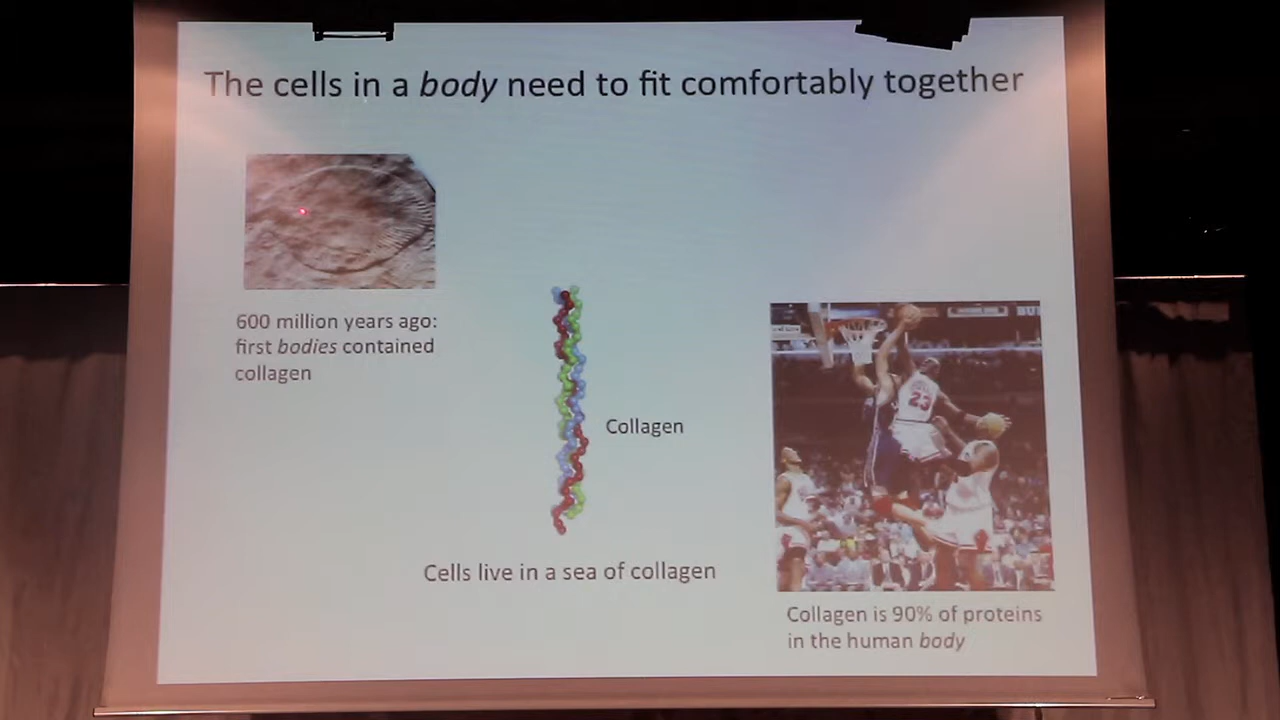 The cells in a body need to fit comfortably together
600 million years ago:
first bodies contained
collagen
Collagen
Cells live in a sea of collagen
23
Collagen is 90% of proteins
in the human body